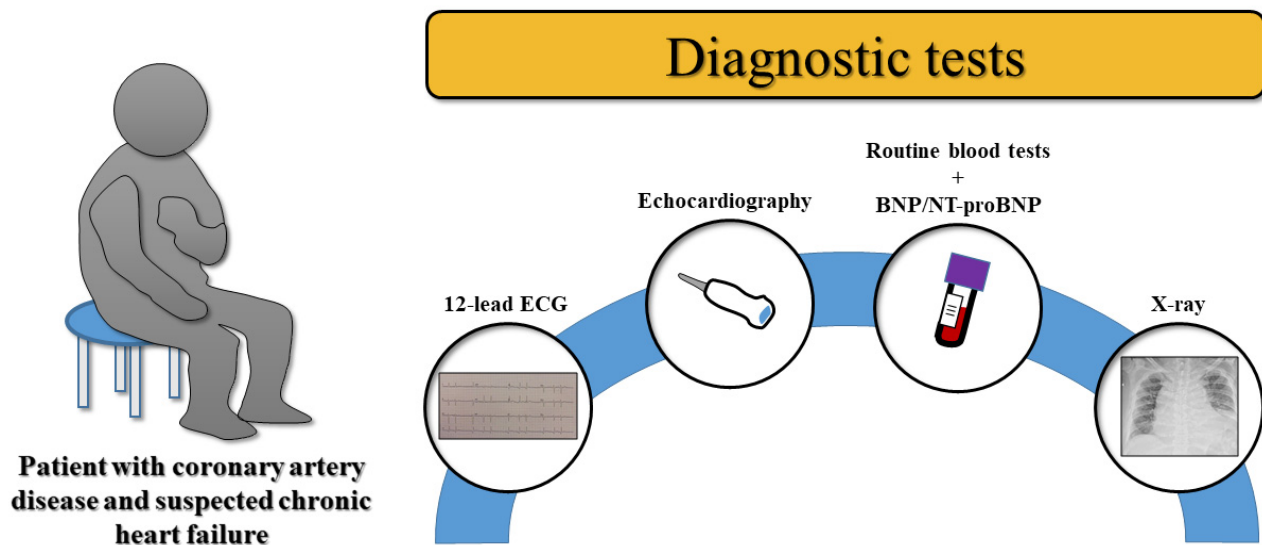 Diagnostic tests
Routine blood tests
+
BNP/NT-proBNP
Echocardiography
12-lead ECG
X-ray
Patient with coronary artery
disease and suspected chronic
heart failure